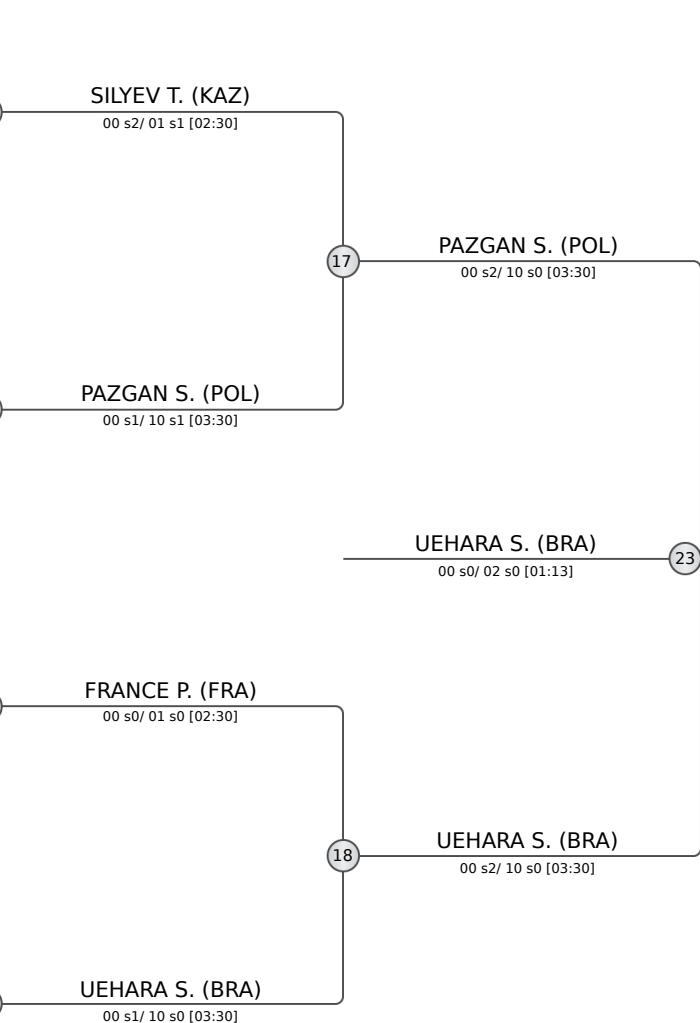 SILYEV T. (KAZ)
00 s2/ 01 s1 [02:30]
PAZGAN S. (POL)
17
00 s2/ 10 s0 [03:30]
PAZGAN S. (POL)
00 s1/ 10 s1 [03:30]
UEHARA S. (BRA)
23
00 s0/ 02 s0 [01:13]
FRANCE P. (FRA)
00 s0/ 01 s0 [02:30]
UEHARA S. (BRA)
18
00 s2/ 10 s0 [03:30]
UEHARA S. (BRA)
00 s1/ 10 s0 [03:30]